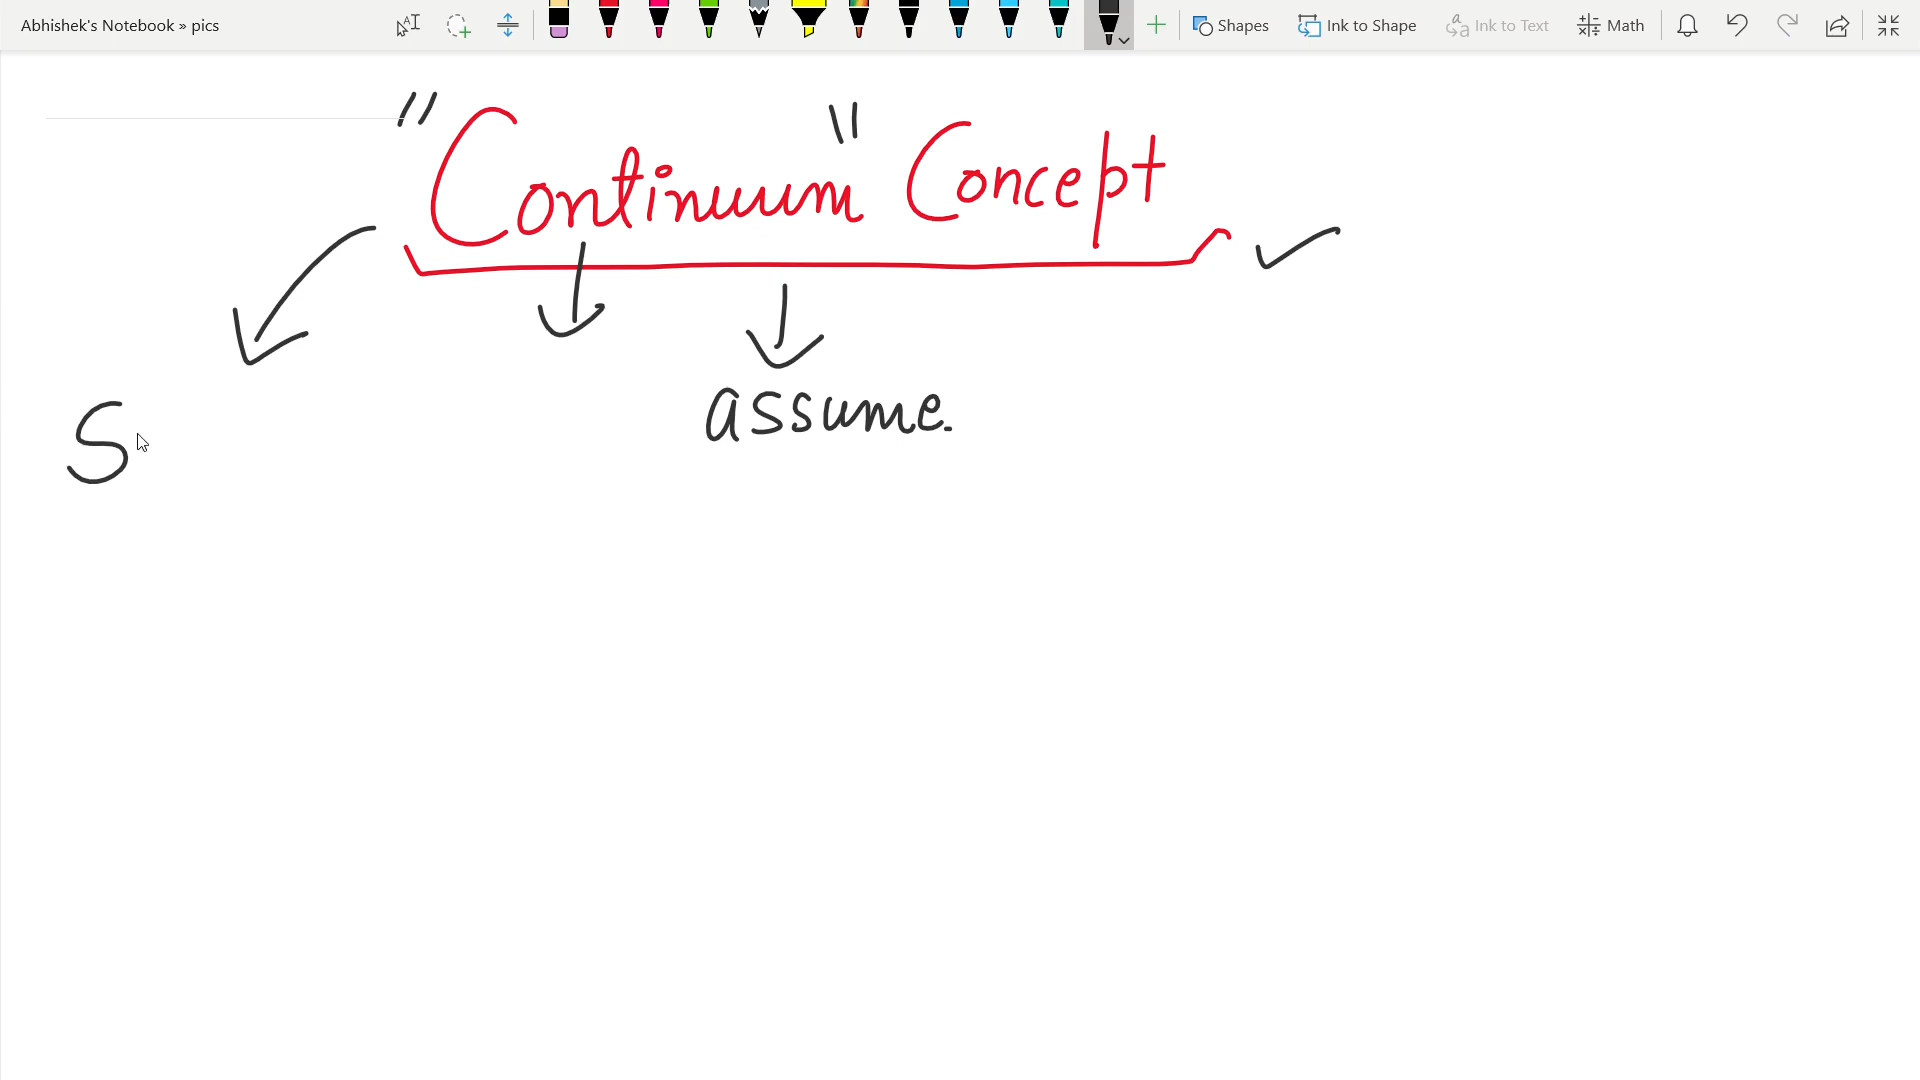 Abhishek's Notebook » pics
Shapes
Ink to Shape
Ink to Text
Math
"Continuum" Concept
assume.
S